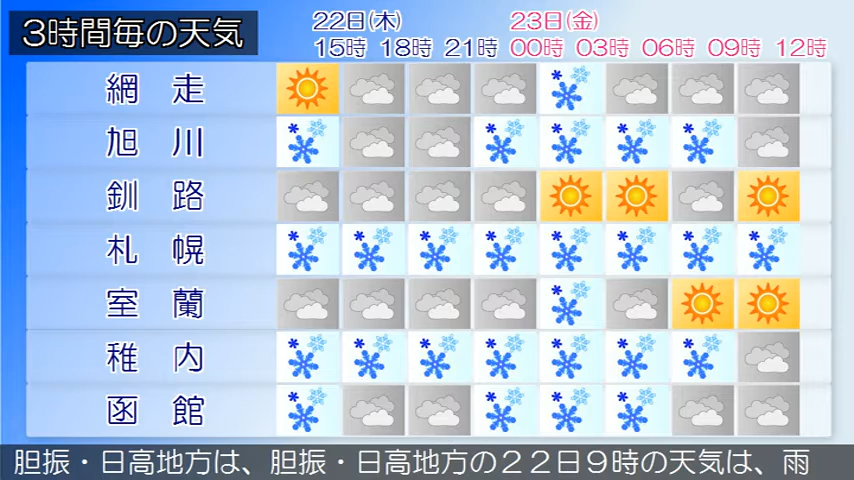 3時間毎の天気
22日(木) 23日(金)
15時 18時 21時 00時 03時 06時 09時 12時
網走
旭川
釧路
札幌
室蘭
稚内
函館
胆振・日高地方は、胆振・日高地方の２２日９時の天気は、雨